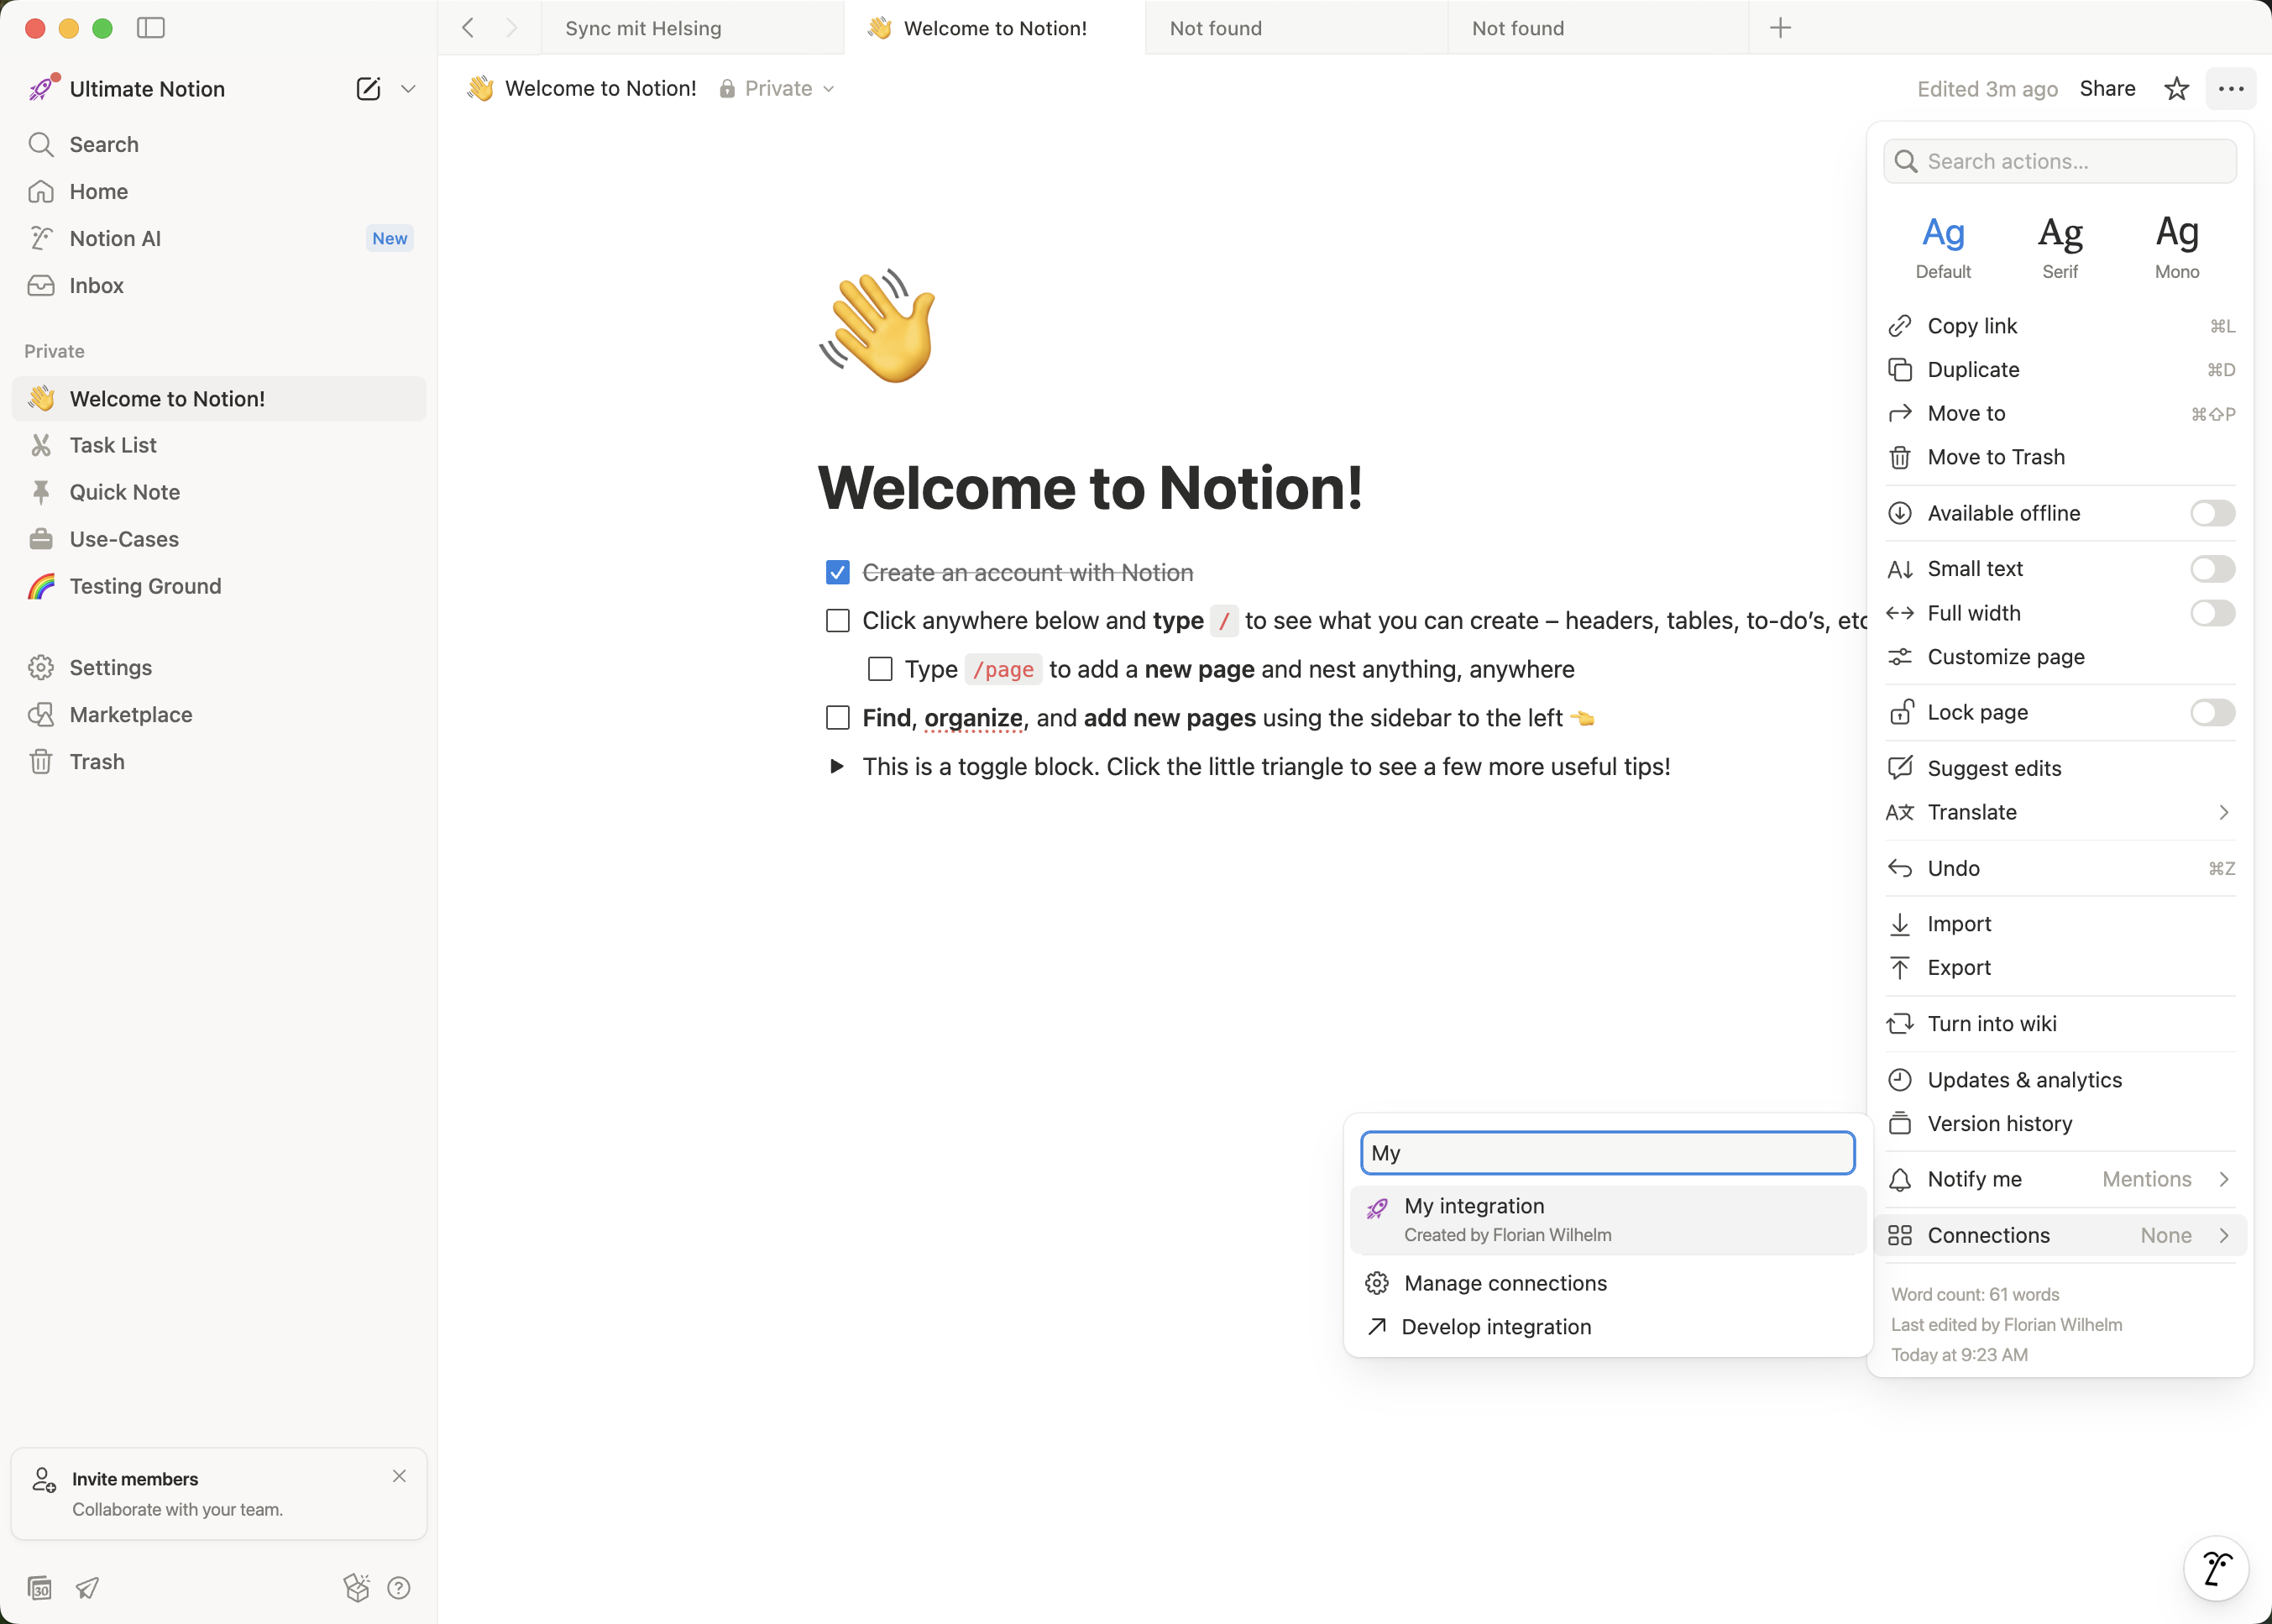 Sync mit Helsing
Welcome to Notion!
Not found
Not found
Ultimate Notion
Welcome to Notion!
Private
Edited 3m ago
Share
Search
Home
Notion AI
New
Inbox
Private
Welcome to Notion!
Task List
Quick Note
Use-Cases
Testing Ground
Settings
Marketplace
Trash
Invite members
Collaborate with your team.
30
Welcome to Notion!
Create an account with Notion
Click anywhere below and type / to see what you can create – headers, tables, to-do’s, etc
Type /page to add a new page and nest anything, anywhere
Find, organize, and add new pages using the sidebar to the left
This is a toggle block. Click the little triangle to see a few more useful tips!
Search actions...
Ag Ag Ag
Default Serif Mono
Copy link ⌘L
Duplicate ⌘D
Move to ⌘⇧P
Move to Trash
Available offline
Small text
Full width
Customize page
Lock page
Suggest edits
Translate
Undo ⌘Z
Import
Export
Turn into wiki
Updates & analytics
Version history
Notify me Mentions
Connections None
Word count: 61 words
Last edited by Florian Wilhelm
Today at 9:23 AM
My
My integration
Created by Florian Wilhelm
Manage connections
Develop integration